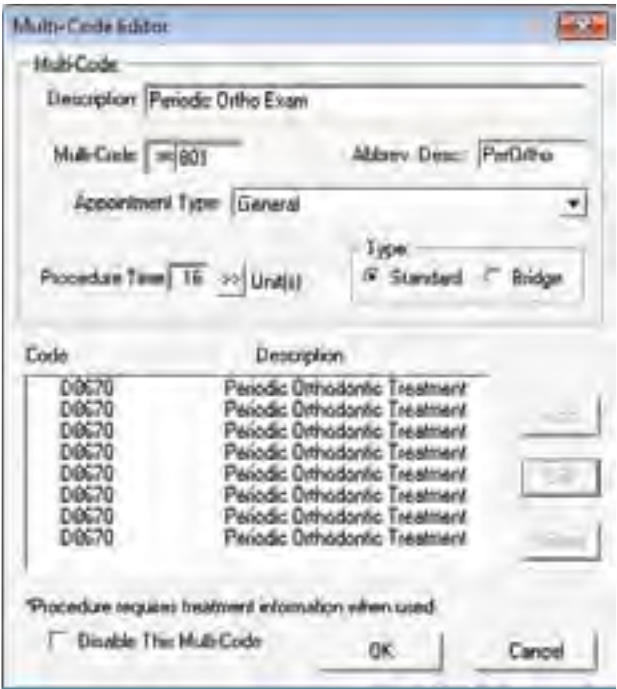 Multi-Code Editor
Multi-Code
Description: Periodic Ortho Exam
Multi-Code: 801 Abbrev. Desc.: PerOrtho
Appointment Type: General
Type:
Procedure Time: 16 >> Unit(s) Standard Bridge
Code Description
D8670 Periodic Orthodontic Treatment
D8670 Periodic Orthodontic Treatment
D8670 Periodic Orthodontic Treatment
D8670 Periodic Orthodontic Treatment
D8670 Periodic Orthodontic Treatment
D8670 Periodic Orthodontic Treatment
D8670 Periodic Orthodontic Treatment
D8670 Periodic Orthodontic Treatment
*Procedure requires treatment information when used.
Disable This Multi-Code OK Cancel